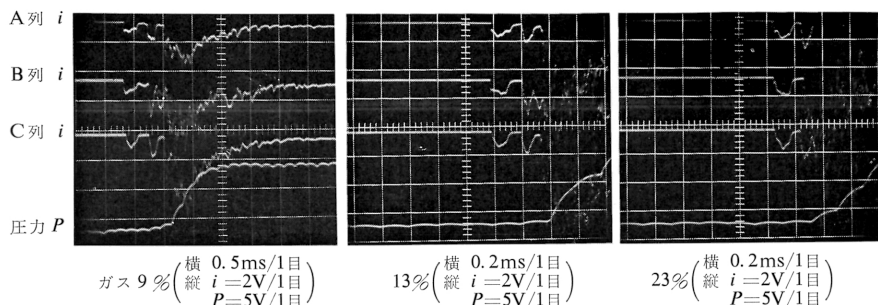 A列 i
B列 i
C列 i
圧力 P
ガス 9 % (横 0.5ms/1目
縦 i = 2V/1目
P = 5V/1目)
13% (横 0.2ms/1目
縦 i = 2V/1目
P = 5V/1目)
23% (横 0.2ms/1目
縦 i = 2V/1目
P = 5V/1目)